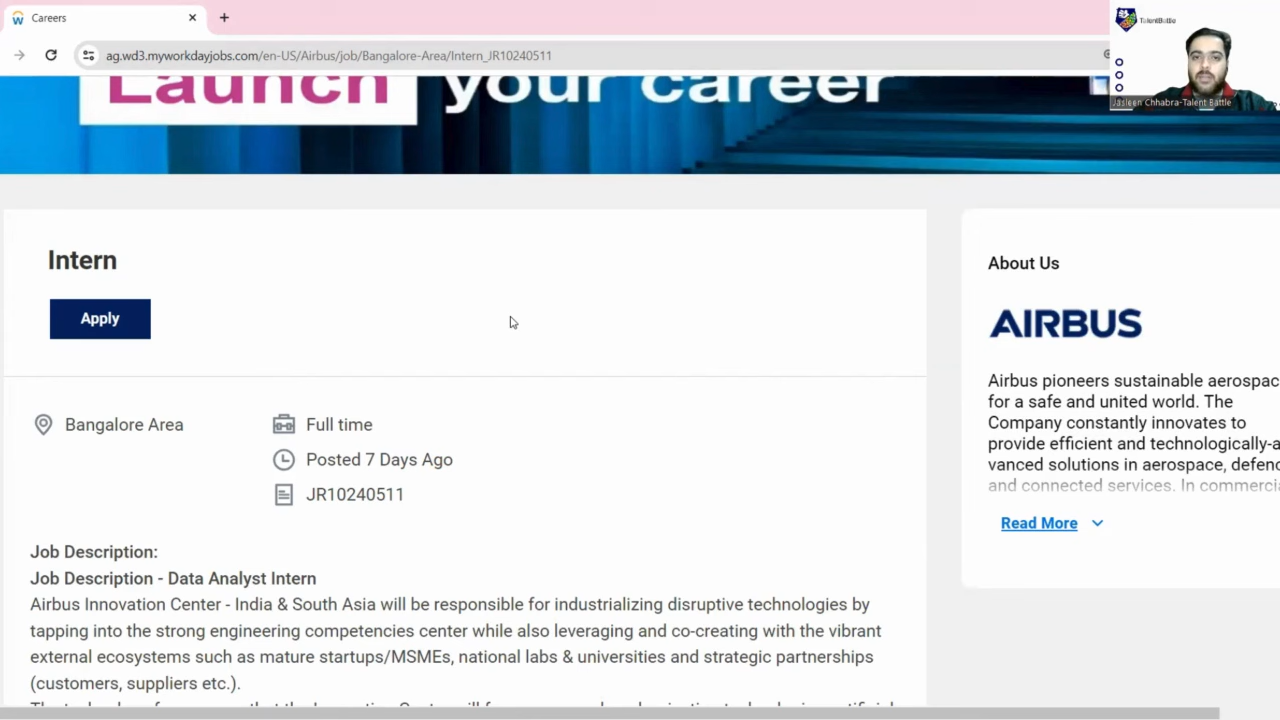 Careers
ag.wd3.myworkdayjobs.com/en-US/Airbus/job/Bangalore-Area/Intern_JR10240511
TalentBattle
Jasleen Chhabra-Talent Battle
Launch your career
Intern
Apply
Bangalore Area
Full time
Posted 7 Days Ago
JR10240511
Job Description:
Job Description - Data Analyst Intern
Airbus Innovation Center - India & South Asia will be responsible for industrializing disruptive technologies by
tapping into the strong engineering competencies center while also leveraging and co-creating with the vibrant
external ecosystems such as mature startups/MSMEs, national labs & universities and strategic partnerships
(customers, suppliers etc.).
About Us
AIRBUS
Airbus pioneers sustainable aerospac
for a safe and united world. The
Company constantly innovates to
provide efficient and technologically-a
vanced solutions in aerospace, defenc
and connected services. In commercia
Read More